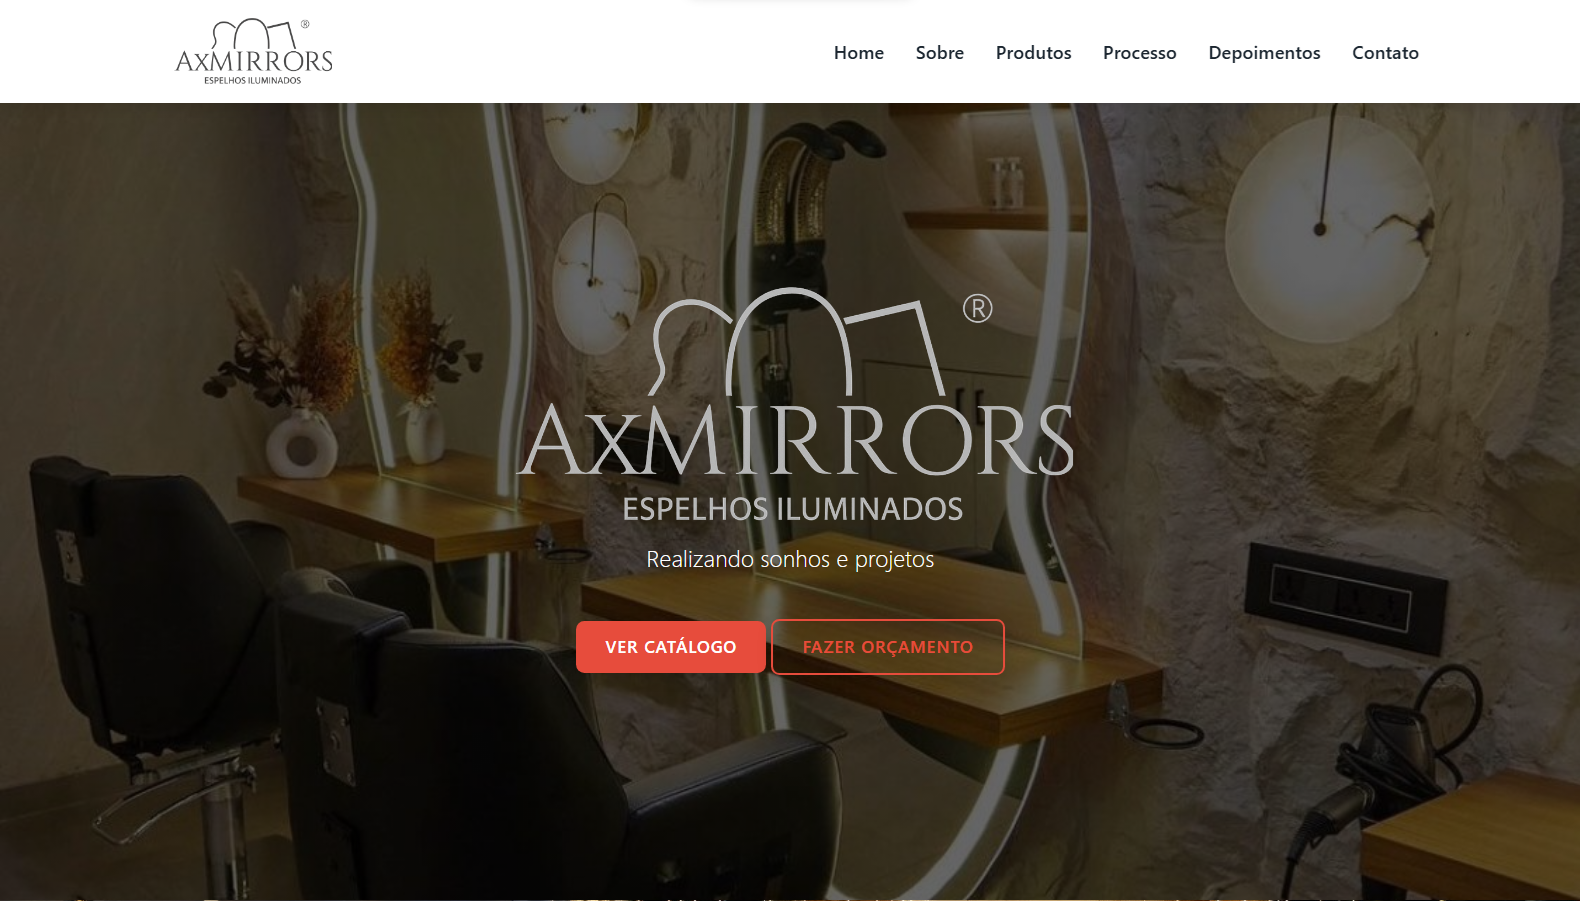 ®
AXMIRRORS
ESPELHOS ILUMINADOS
Home Sobre Produtos Processo Depoimentos Contato
®
AXMIRRORS
ESPELHOS ILUMINADOS
Realizando sonhos e projetos
VER CATÁLOGO FAZER ORÇAMENTO